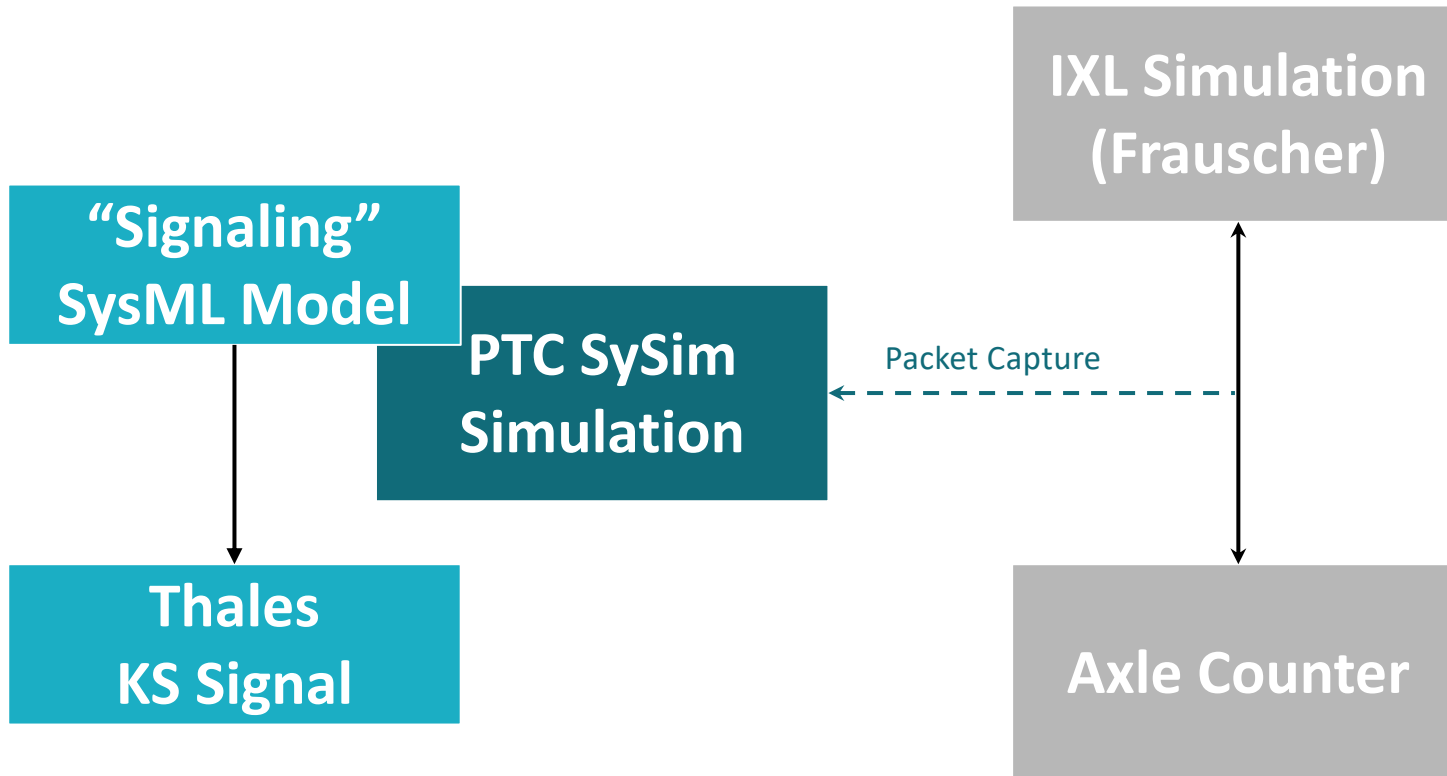 IXL Simulation
(Frauscher)
“Signaling”
SysML Model
PTC SySim
Simulation
Packet Capture
Thales
KS Signal
Axle Counter